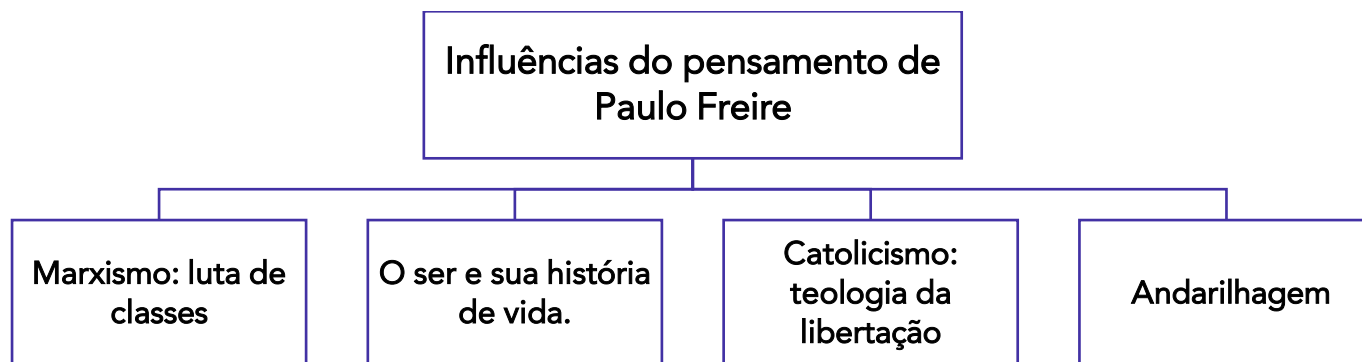 Influências do pensamento de
Paulo Freire
Marxismo: luta de
classes
O ser e sua história
de vida.
Catolicismo:
teologia da
libertação
Andarilhagem